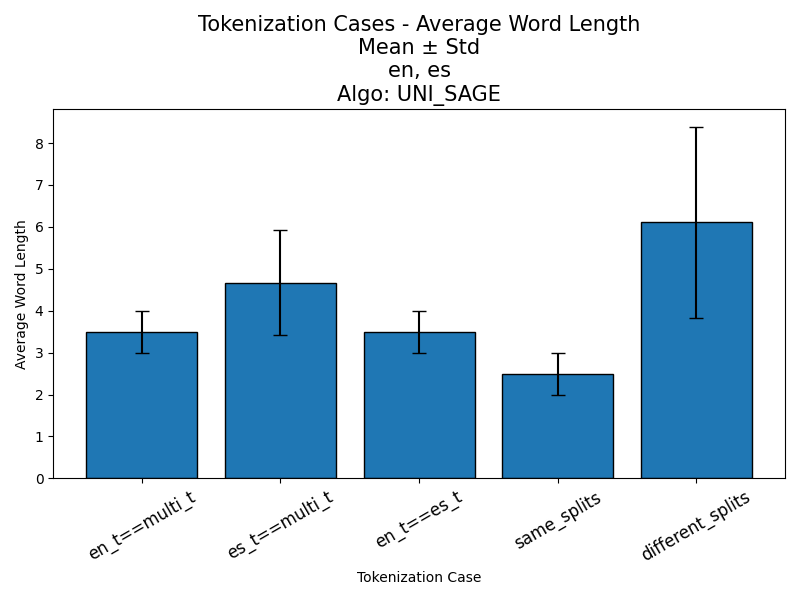 Tokenization Cases - Average Word Length
Mean ± Std
en, es
Algo: UNI_SAGE
Average Word Length
8
7
6
5
4
3
2
1
0
en_t==multi_t
es_t==multi_t
en_t==es_t
same_splits
different_splits
Tokenization Case